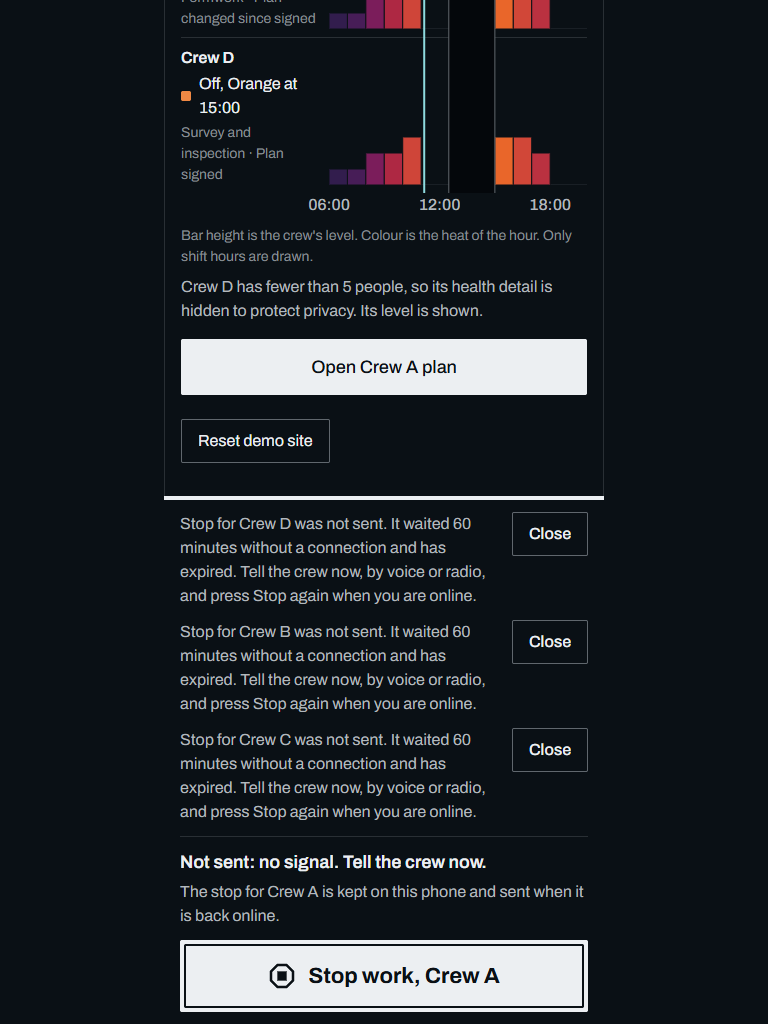 changed since signed
Crew D
Off, Orange at
15:00
Survey and
inspection · Plan
signed
06:00
12:00
18:00
Bar height is the crew's level. Colour is the heat of the hour. Only
shift hours are drawn.
Crew D has fewer than 5 people, so its health detail is
hidden to protect privacy. Its level is shown.
Open Crew A plan
Reset demo site
Stop for Crew D was not sent. It waited 60
minutes without a connection and has
expired. Tell the crew now, by voice or radio,
and press Stop again when you are online.
Close
Stop for Crew B was not sent. It waited 60
minutes without a connection and has
expired. Tell the crew now, by voice or radio,
and press Stop again when you are online.
Close
Stop for Crew C was not sent. It waited 60
minutes without a connection and has
expired. Tell the crew now, by voice or radio,
and press Stop again when you are online.
Close
Not sent: no signal. Tell the crew now.
The stop for Crew A is kept on this phone and sent when it
is back online.
Stop work, Crew A